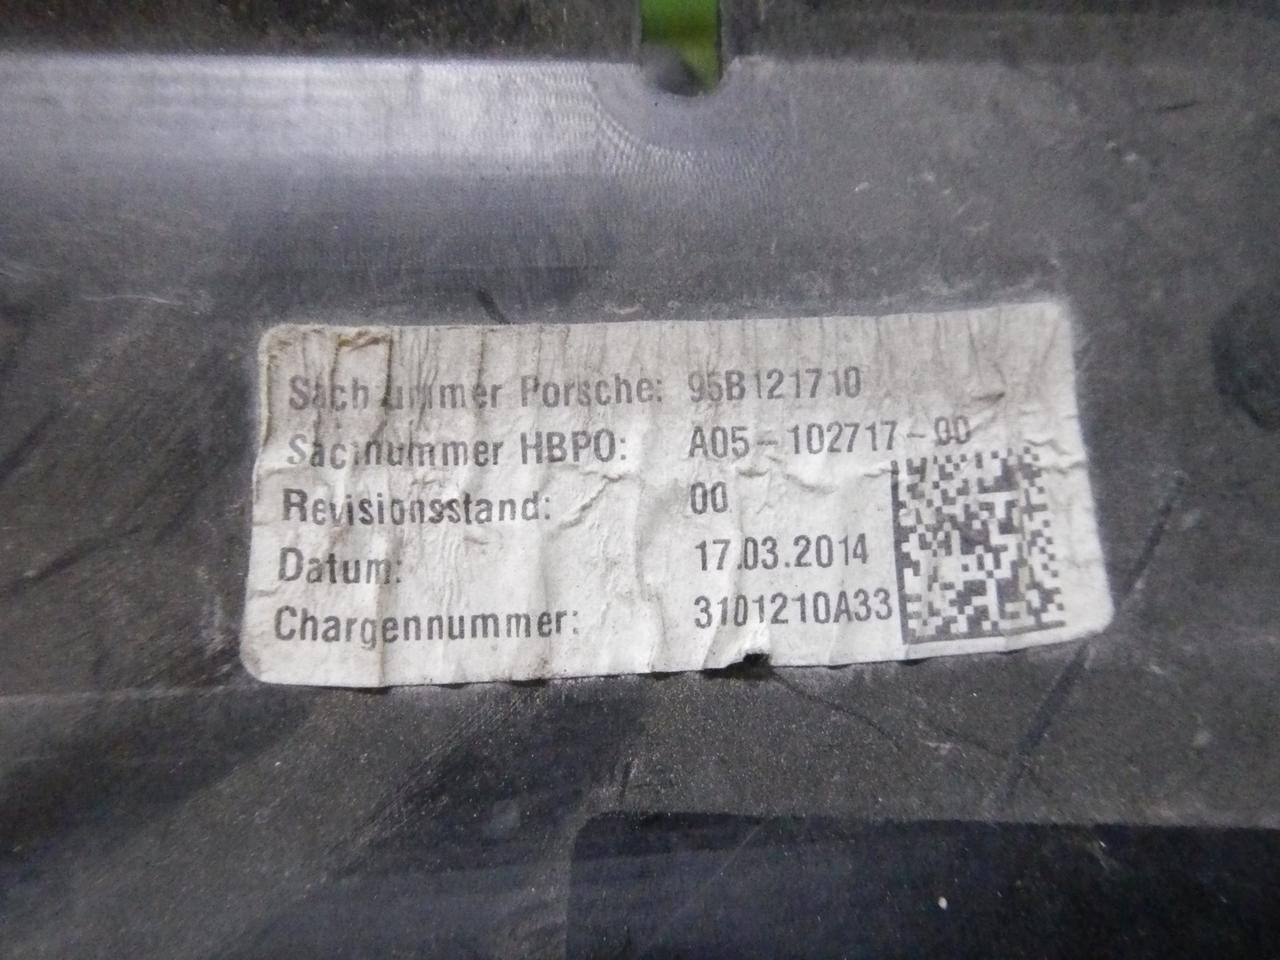 Sachnummer Porsche: 95B121710
Sachnummer HBPO: A05-102717-00
Revisionsstand: 00
Datum: 17.03.2014
Chargennummer: 3101210A33